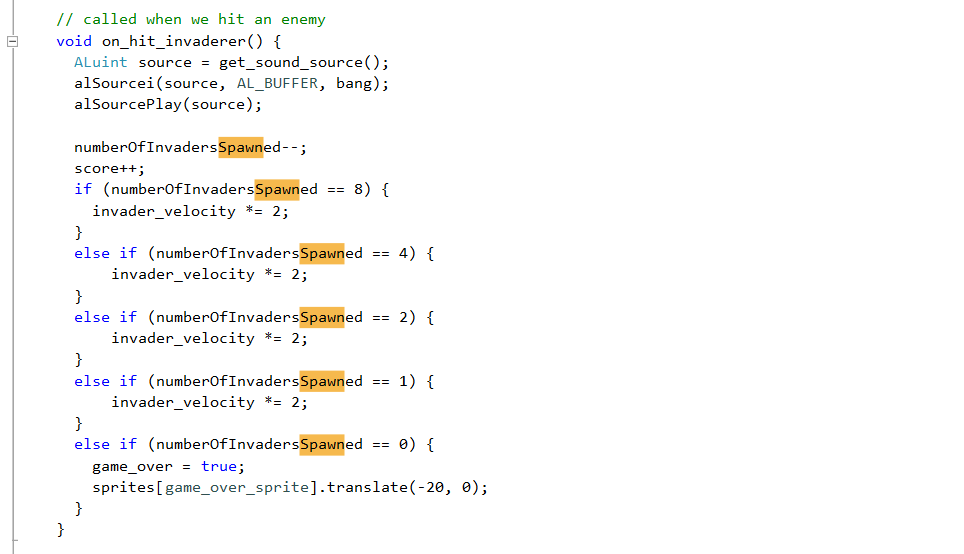 // called when we hit an enemy
void on_hit_invaderer() {
ALuint source = get_sound_source();
alSourcei(source, AL_BUFFER, bang);
alSourcePlay(source);
numberOfInvadersSpawned--;
score++;
if (numberOfInvadersSpawned == 8) {
invader_velocity *= 2;
}
else if (numberOfInvadersSpawned == 4) {
invader_velocity *= 2;
}
else if (numberOfInvadersSpawned == 2) {
invader_velocity *= 2;
}
else if (numberOfInvadersSpawned == 1) {
invader_velocity *= 2;
}
else if (numberOfInvadersSpawned == 0) {
game_over = true;
sprites[game_over_sprite].translate(-20, 0);
}
}